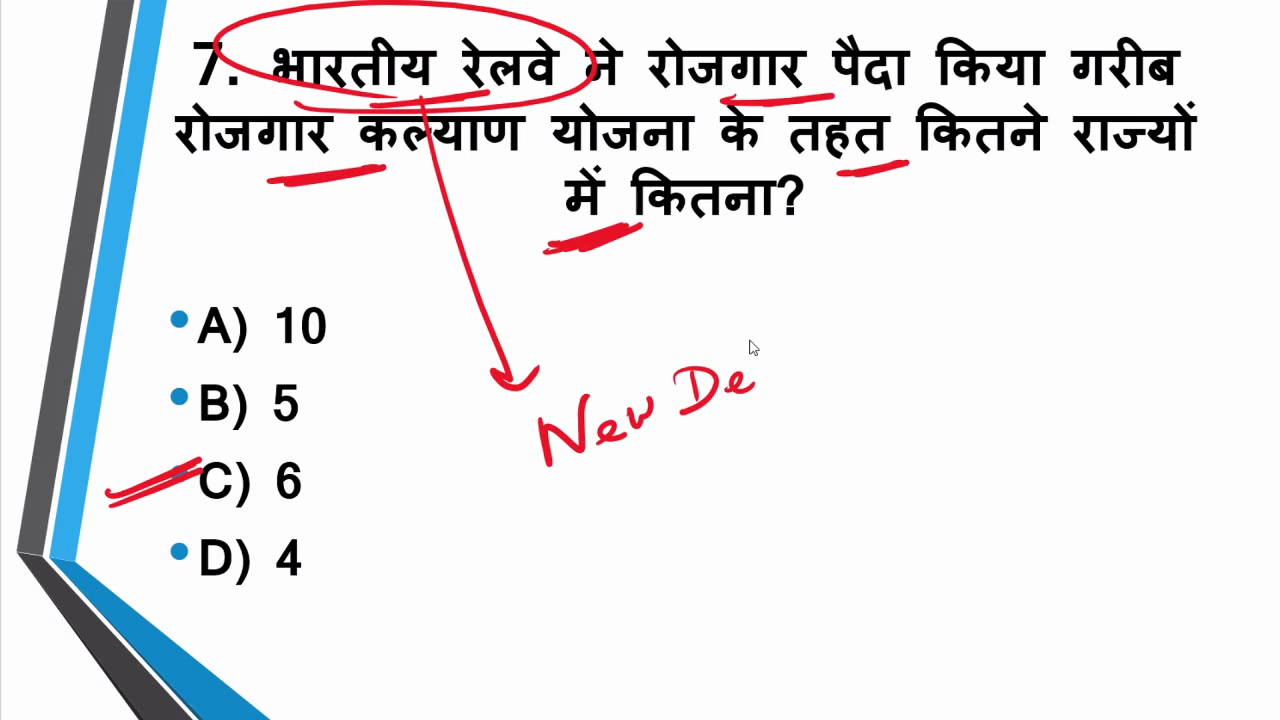 7. भारतीय रेलवे ने रोजगार पैदा किया गरीब
रोजगार कल्याण योजना के तहत कितने राज्यों
में कितना?
A) 10
B) 5
New De
C) 6
D) 4